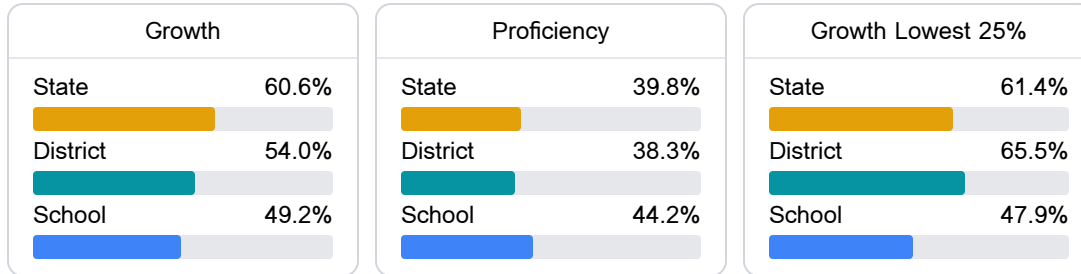 Growth
State 60.6%
District 54.0%
School 49.2%
Proficiency
State 39.8%
District 38.3%
School 44.2%
Growth Lowest 25%
State 61.4%
District 65.5%
School 47.9%